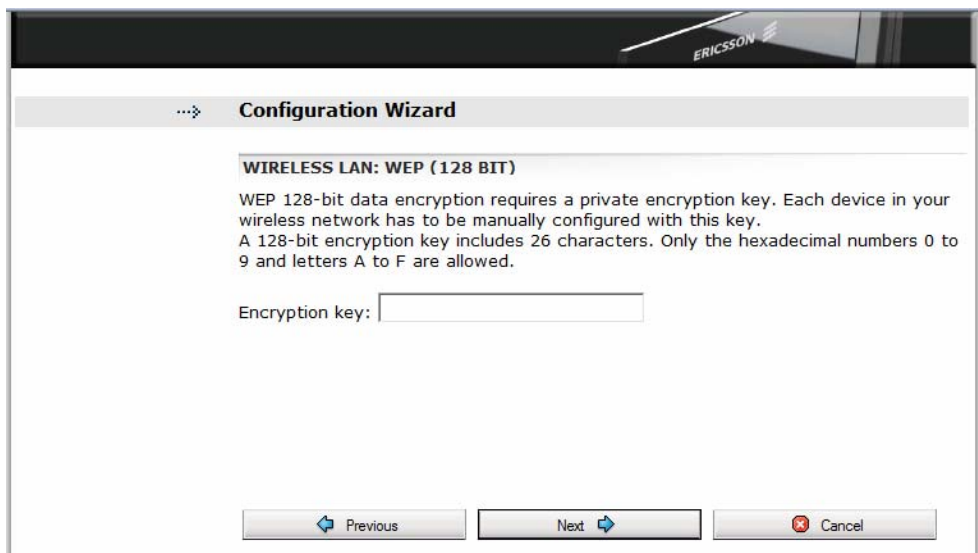 ERICSSON
Configuration Wizard
WIRELESS LAN: WEP (128 BIT)
WEP 128-bit data encryption requires a private encryption key. Each device in your
wireless network has to be manually configured with this key.
A 128-bit encryption key includes 26 characters. Only the hexadecimal numbers 0 to
9 and letters A to F are allowed.
Encryption key:
Previous
Next
Cancel